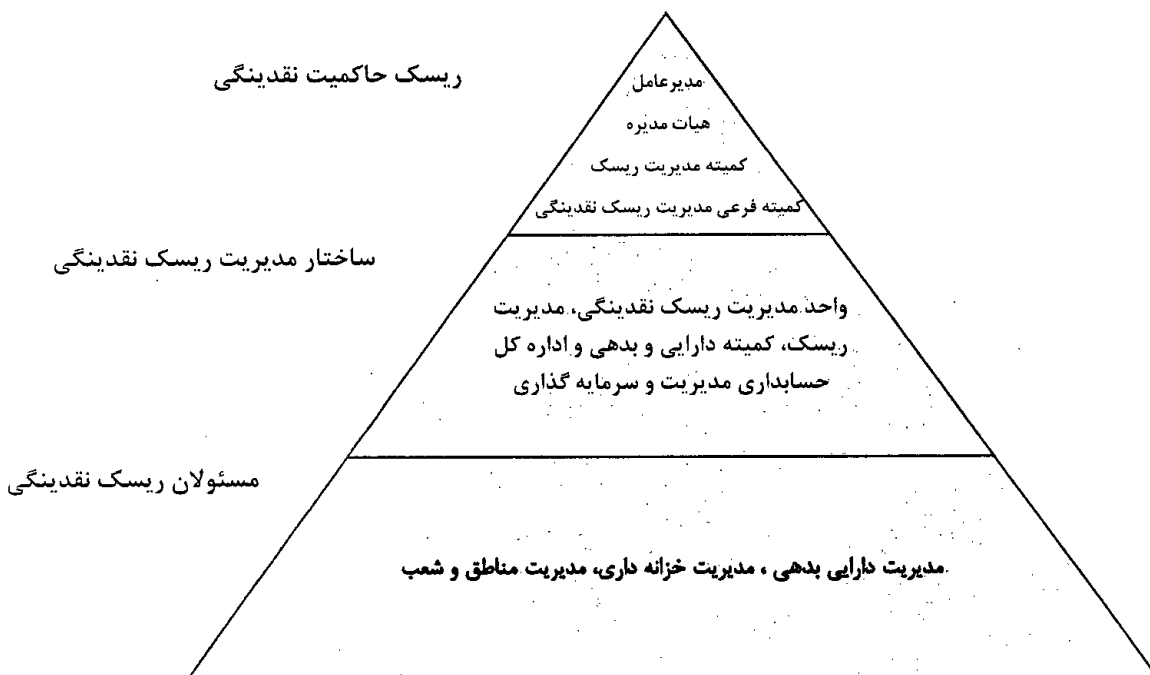 ریسک حاکمیت نقدینگی
مدیرعامل
هیات مدیره
کمیته مدیریت ریسک
کمیته فرعی مدیریت ریسک نقدینگی
ساختار مدیریت ریسک نقدینگی
واحد مدیریت ریسک نقدینگی، مدیریت
ریسک، کمیته دارایی و بدهی و اداره کل
حسابداری مدیریت و سرمایه گذاری
مسئولان ریسک نقدینگی
مدیریت دارایی بدهی ، مدیریت خزانه داری، مدیریت مناطق و شعب